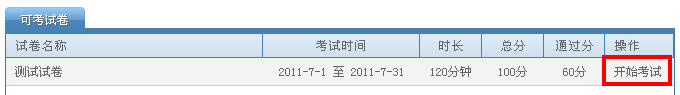 可考试卷
试卷名称 考试时间 时长 总分 通过分 操作
测试试卷 2011-7-1 至 2011-7-31 120分钟 100分 60分 开始考试